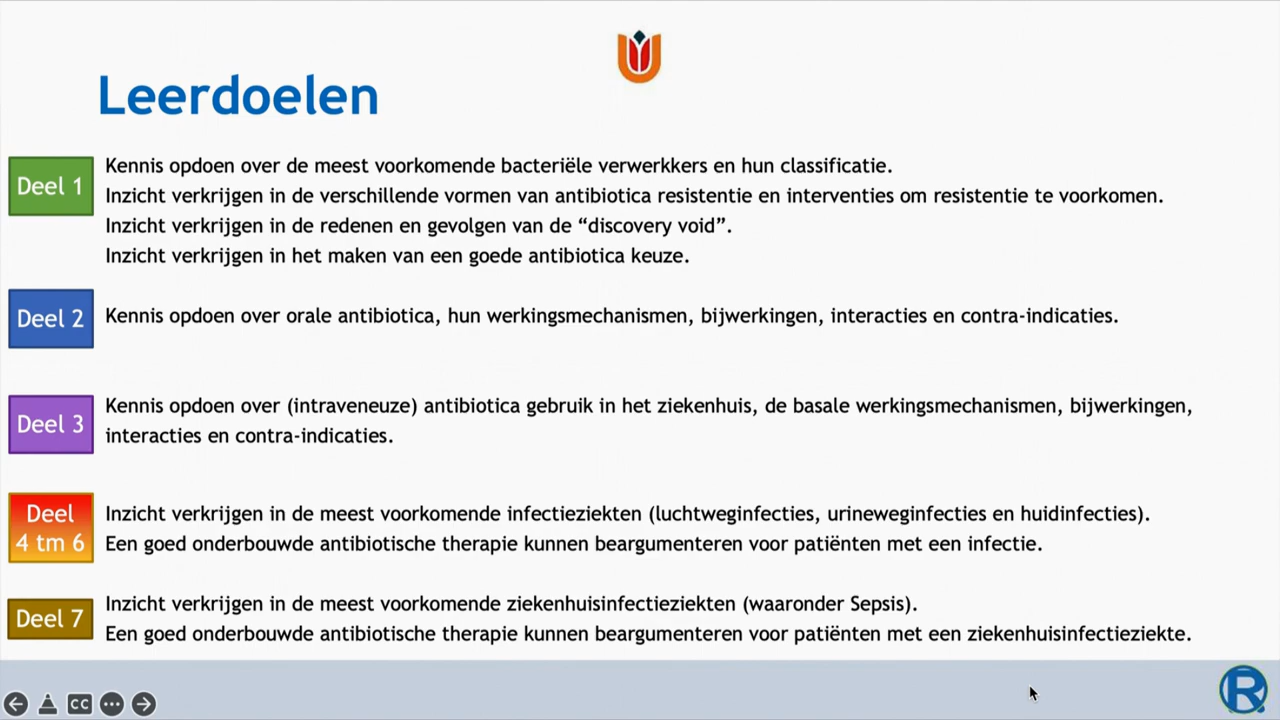 Leerdoelen
Deel 1
Kennis opdoen over de meest voorkomende bacteriële verwerkkers en hun classificatie.
Inzicht verkrijgen in de verschillende vormen van antibiotica resistentie en interventies om resistentie te voorkomen.
Inzicht verkrijgen in de redenen en gevolgen van de “discovery void”.
Inzicht verkrijgen in het maken van een goede antibiotica keuze.
Deel 2
Kennis opdoen over orale antibiotica, hun werkingsmechanismen, bijwerkingen, interacties en contra-indicaties.
Deel 3
Kennis opdoen over (intraveneuze) antibiotica gebruik in het ziekenhuis, de basale werkingsmechanismen, bijwerkingen,
interacties en contra-indicaties.
Deel
4 tm 6
Inzicht verkrijgen in de meest voorkomende infectieziekten (luchtweginfecties, urineweginfecties en huidinfecties).
Een goed onderbouwde antibiotische therapie kunnen beargumenteren voor patiënten met een infectie.
Deel 7
Inzicht verkrijgen in de meest voorkomende ziekenhuisinfectieziekten (waaronder Sepsis).
Een goed onderbouwde antibiotische therapie kunnen beargumenteren voor patiënten met een ziekenhuisinfectieziekte.
CC
R